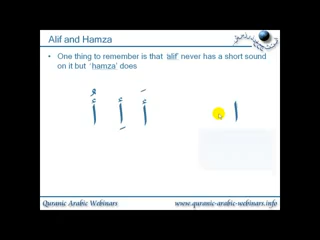 Alif and Hamza
• One thing to remember is that 'alif' never has a short sound
on it but 'hamza' does
ا أَ أِ أُ
Quranic Arabic Webinars www.quranic-arabic-webinars.info